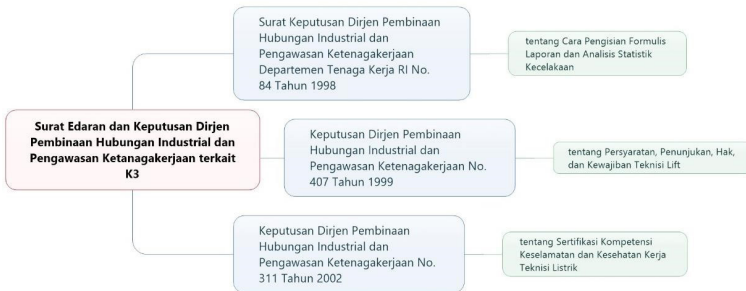 Surat Keputusan Dirjen Pembinaan
Hubungan Industrial dan
Pengawasan Ketenagakerjaan
Departemen Tenaga Kerja RI No.
84 Tahun 1998
tentang Cara Pengisian Formulis
Laporan dan Analisis Statistik
Kecelakaan
Surat Edaran dan Keputusan Dirjen
Pembinaan Hubungan Industrial dan
Pengawasan Ketanagakerjaan terkait
K3
Keputusan Dirjen Pembinaan
Hubungan Industrial dan
Pengawasan Ketenagakerjaan No.
407 Tahun 1999
tentang Persyaratan, Penunjukan, Hak,
dan Kewajiban Teknisi Lift
Keputusan Dirjen Pembinaan
Hubungan Industrial dan
Pengawasan Ketenagakerjaan No.
311 Tahun 2002
tentang Sertifikasi Kompetensi
Keselamatan dan Kesehatan Kerja
Teknisi Listrik